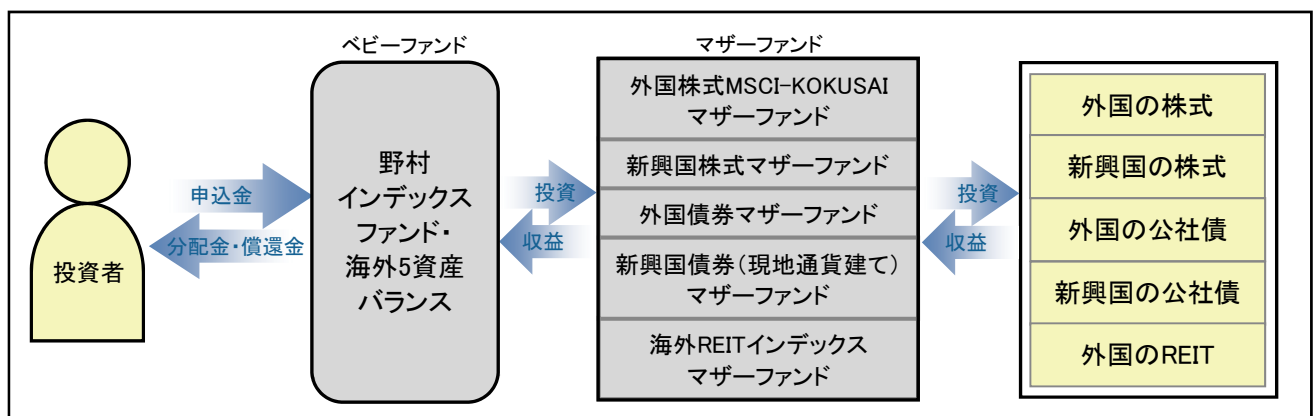 ベビーファンド
マザーファンド
投資者
申込金
分配金・償還金
野村
インデックス
ファンド・
海外5資産
バランス
投資
収益
外国株式MSCI-KOKUSAI
マザーファンド
新興国株式マザーファンド
外国債券マザーファンド
新興国債券(現地通貨建て)
マザーファンド
海外REITインデックス
マザーファンド
投資
収益
外国の株式
新興国の株式
外国の公社債
新興国の公社債
外国のREIT